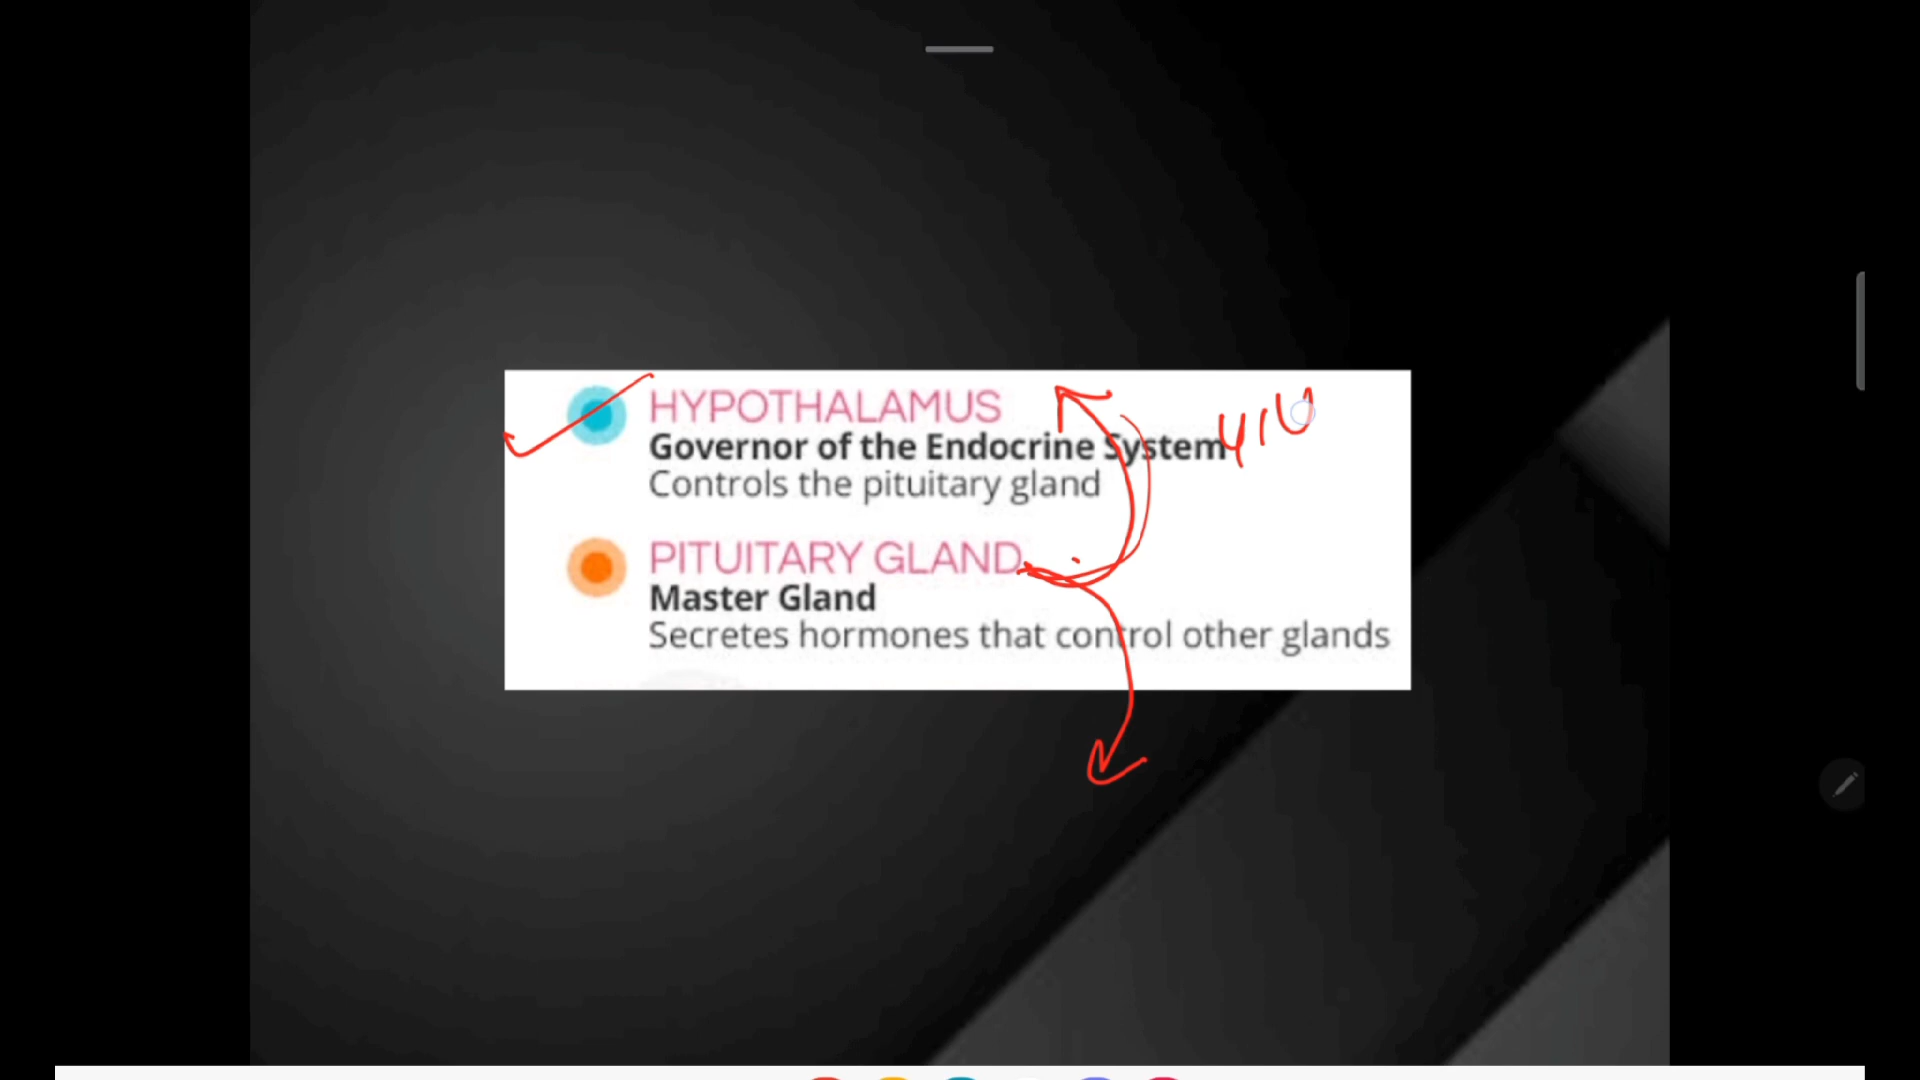 HYPOTHALAMUS
Governor of the Endocrine System
Controls the pituitary gland
PITUITARY GLAND
Master Gland
Secretes hormones that control other glands